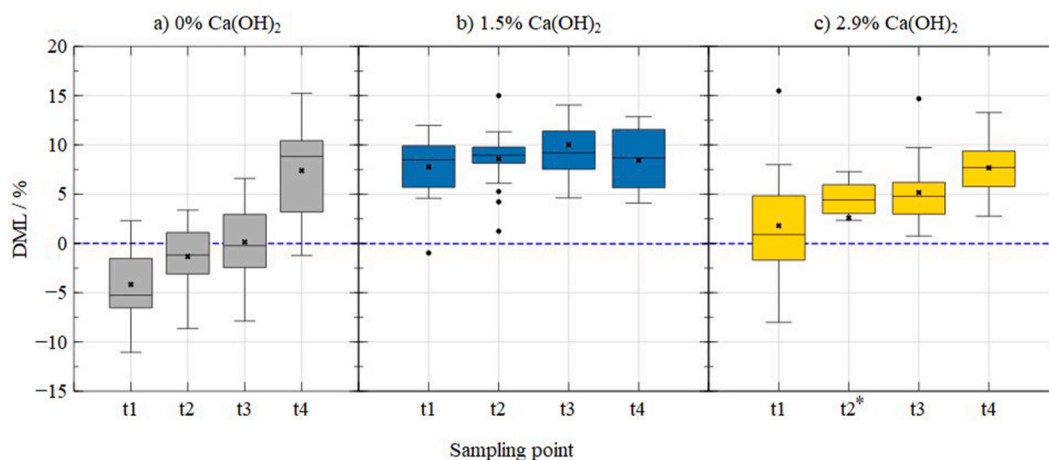 a) 0% Ca(OH)₂ b) 1.5% Ca(OH)₂ c) 2.9% Ca(OH)₂
20
15
10
5
0
−5
−10
−15
DML / %
t1 t2 t3 t4 t1 t2 t3 t4 t1 t2* t3 t4
Sampling point